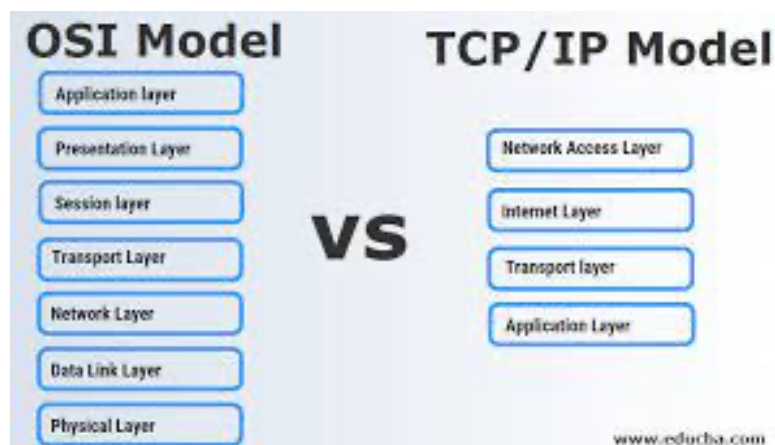 OSI Model
Application layer
Presentation Layer
Session layer
Transport Layer
Network Layer
Data Link Layer
Physical Layer
vs
TCP/IP Model
Network Access Layer
Internet Layer
Transport layer
Application Layer
www.educba.com